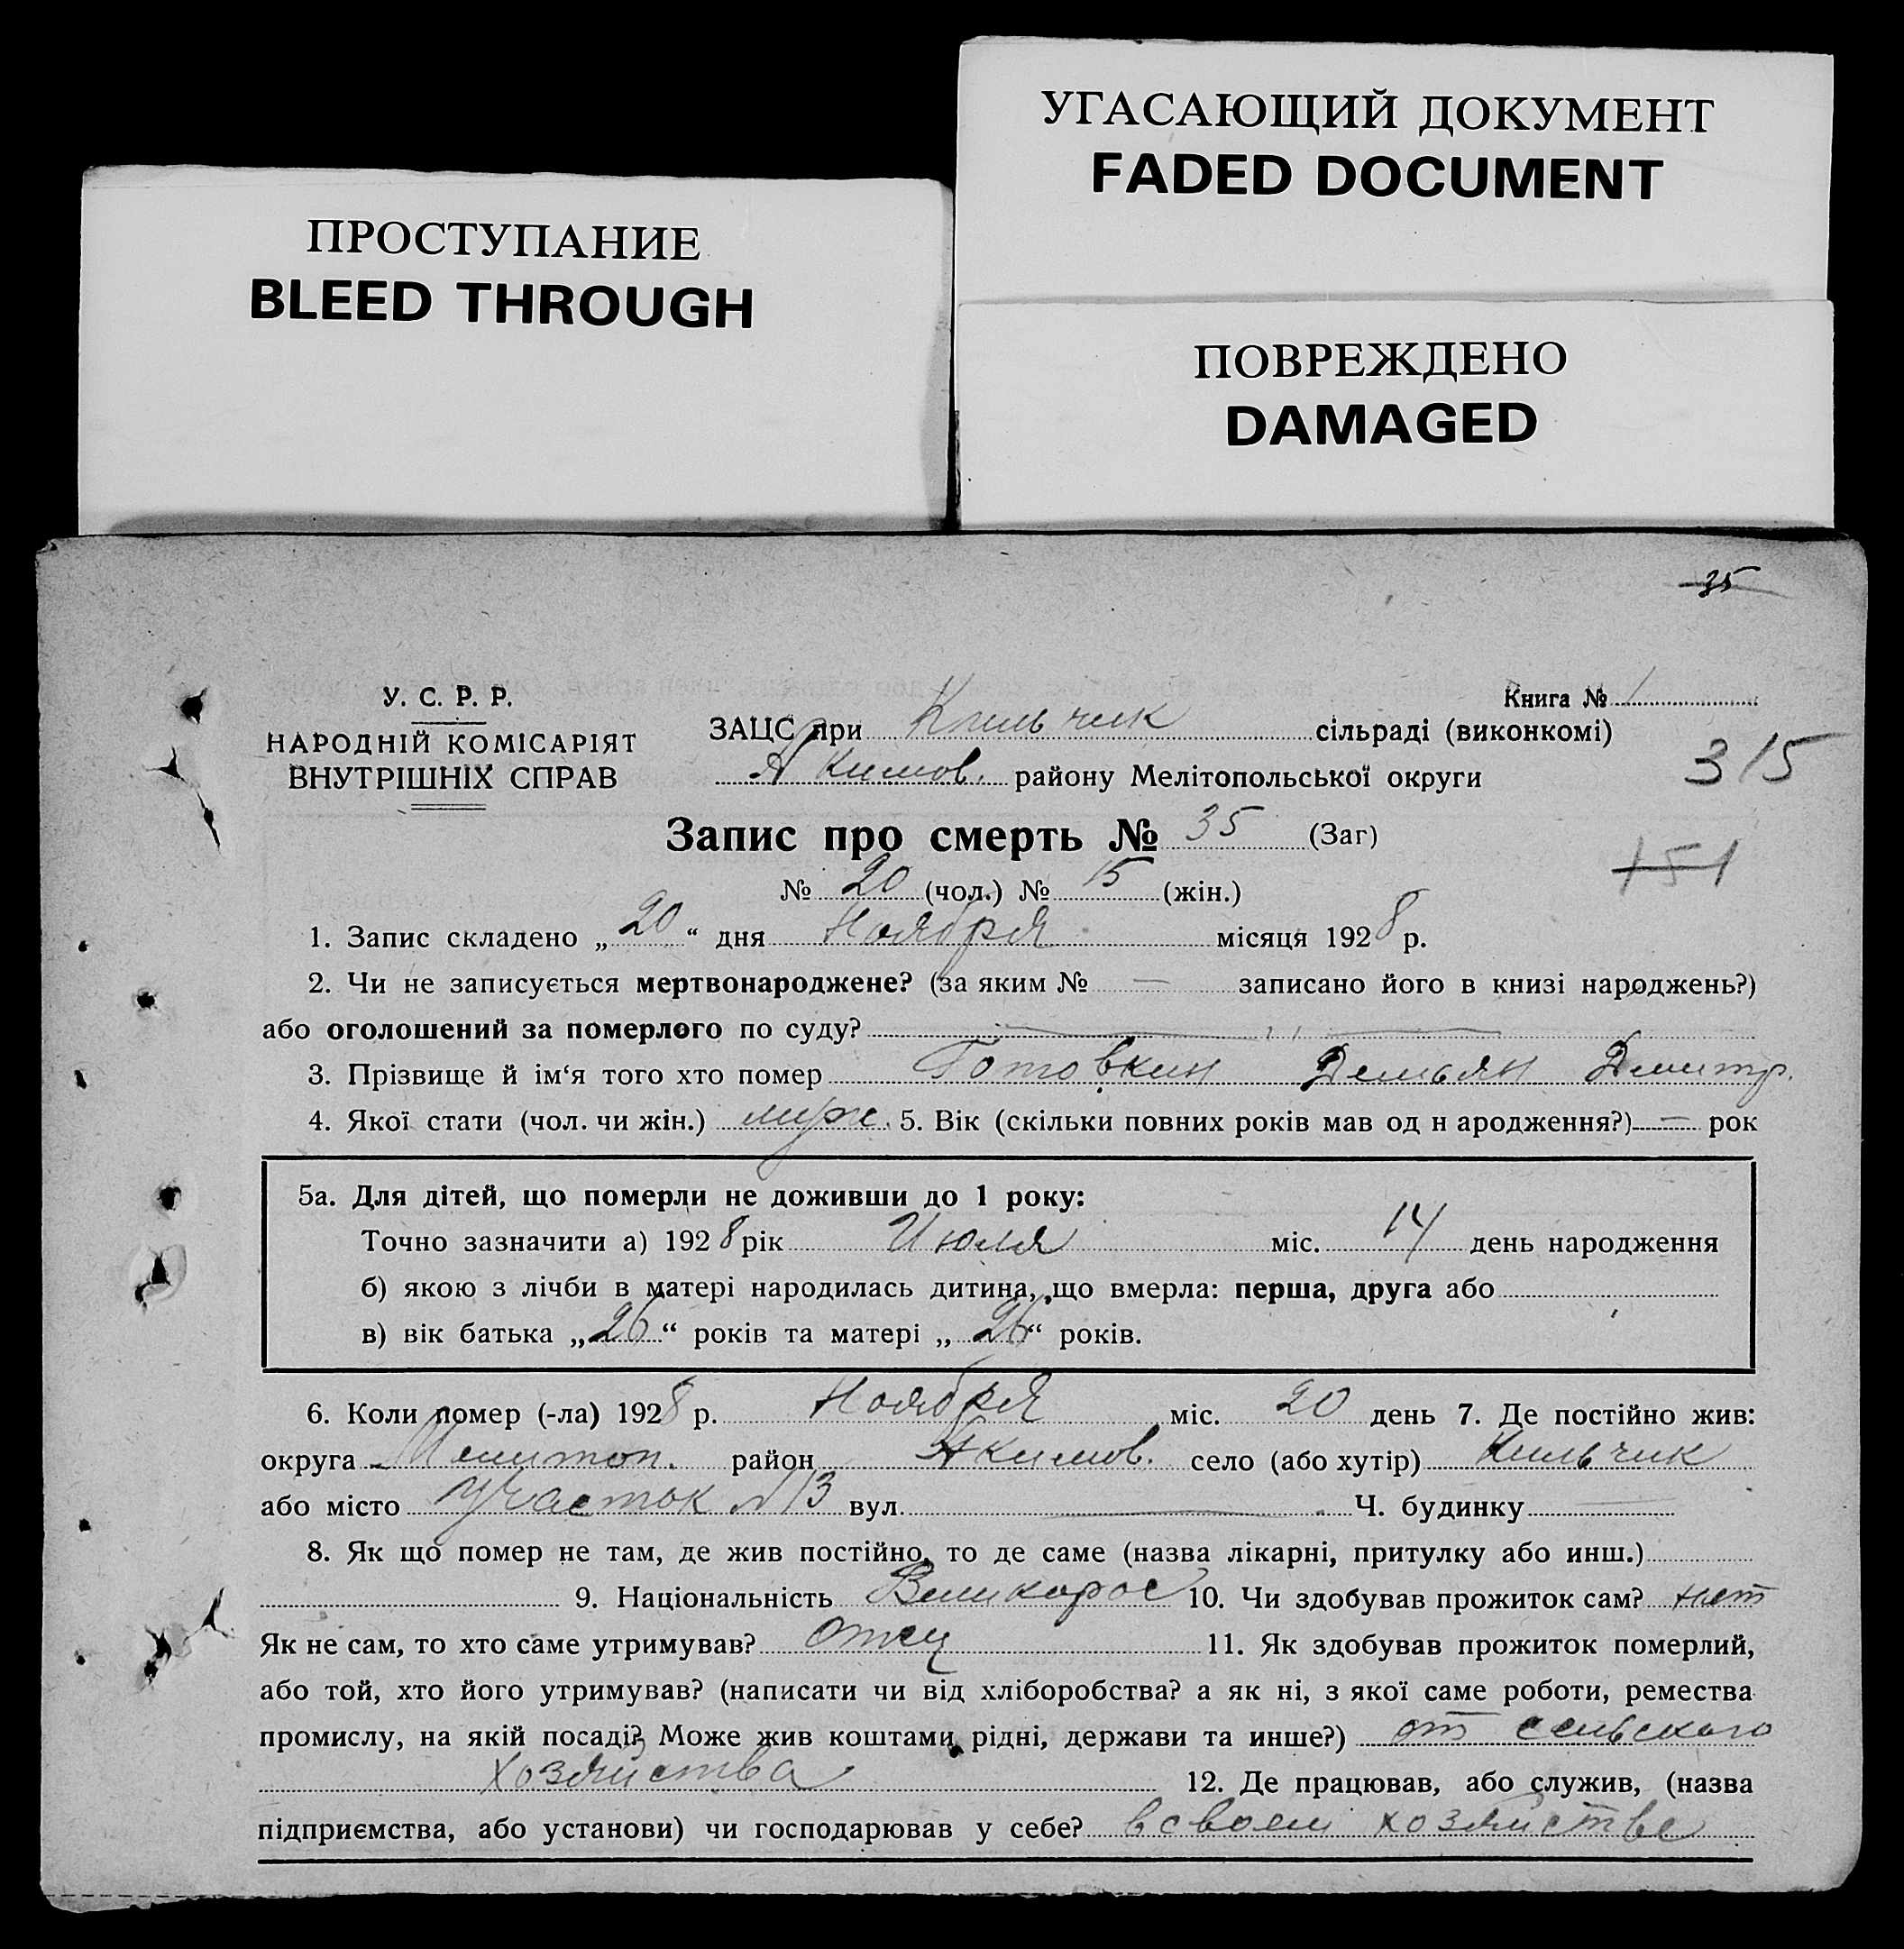 УГАСАЮЩИЙ ДОКУМЕНТ
FADED DOCUMENT
ПРОСТУПАНИЕ
BLEED THROUGH
ПОВРЕЖДЕНО
DAMAGED
35
У. С. Р. Р.
НАРОДНІЙ КОМІСАРІЯТ
ВНУТРІШНІХ СПРАВ
Книга № 1
ЗАЦС при Кильчик сільраді (виконкомі)
Акимов. району Мелітопольської округи
315
Запис про смерть № 35 (Заг)
151
№ 20 (чол.) № 15 (жін.)
1. Запис складено „20“ дня Ноября місяця 1928 р.
2. Чи не записується мертвонароджене? (за яким № — записано його в книзі народжень?)
або оголошений за померлого по суду? —
3. Прізвище й ім‘я того хто помер Готовкин Демьян Дмитр.
4. Якої стати (чол. чи жін.) муж. 5. Вік (скільки повних років мав од н ародження?) — рок
5а. Для дітей, що померли не доживши до 1 року:
Точно зазначити а) 1928 рік Июля міс. 14 день народження
б) якою з лічби в матері народилась дитина, що вмерла: перша, друга або
в) вік батька „26“ років та матері „26“ років.
6. Коли помер (-ла) 1928 р. Ноября міс. 20 день 7. Де постійно жив:
округа Мелитоп. район Акимов. село (або хутір) Кильчик
або місто Участок №13 вул. — Ч. будинку —
8. Як що помер не там, де жив постійно, то де саме (назва лікарні, притулку або инш.)
9. Національність Великорос 10. Чи здобував прожиток сам? нет
Як не сам, то хто саме утримував? Отец 11. Як здобував прожиток померлий,
або той, хто його утримував? (написати чи від хліборобства? а як ні, з якої саме роботи, ремества
промислу, на якій посаді? Може жив коштами рідні, держави та инше?) от сельского
хозяйства 12. Де працював, або служив, (назва
підприємства, або установи) чи господарював у себе? в своем хозяйстве